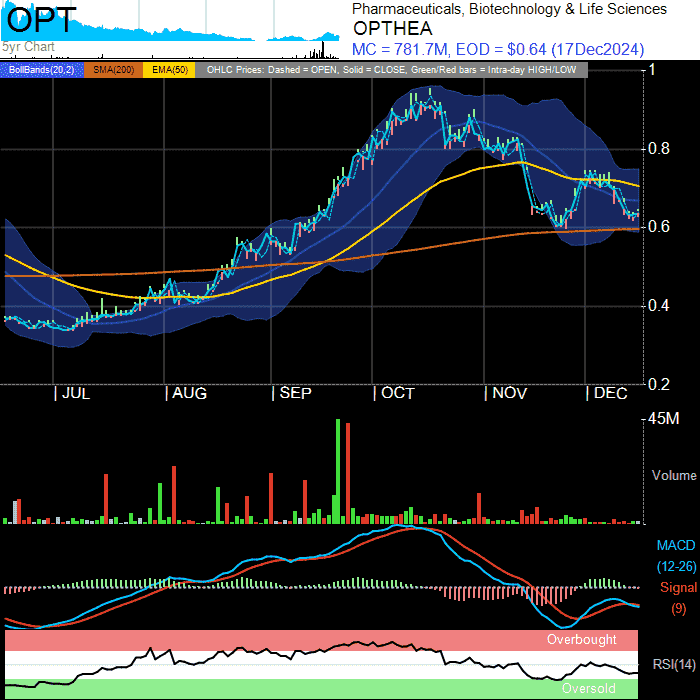 OPT
5yr Chart
Pharmaceuticals, Biotechnology & Life Sciences
OPTHEA
MC = 781.7M, EOD = $0.64 (17Dec2024)
BollBands(20,2) SMA(200) EMA(50) OHLC Prices: Dashed = OPEN, Solid = CLOSE, Green/Red bars = Intra-day HIGH/LOW
1
0.8
0.6
0.4
0.2
| JUL | AUG | SEP | OCT | NOV | DEC
45M
Volume
MACD
(12-26)
Signal
(9)
Overbought
RSI(14)
Oversold